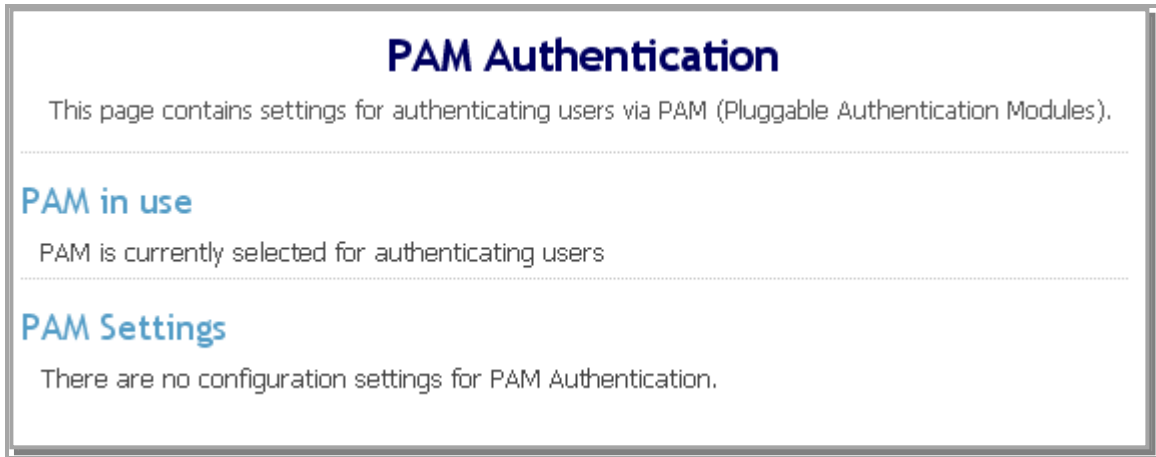 PAM Authentication
This page contains settings for authenticating users via PAM (Pluggable Authentication Modules).
PAM in use
PAM is currently selected for authenticating users
PAM Settings
There are no configuration settings for PAM Authentication.